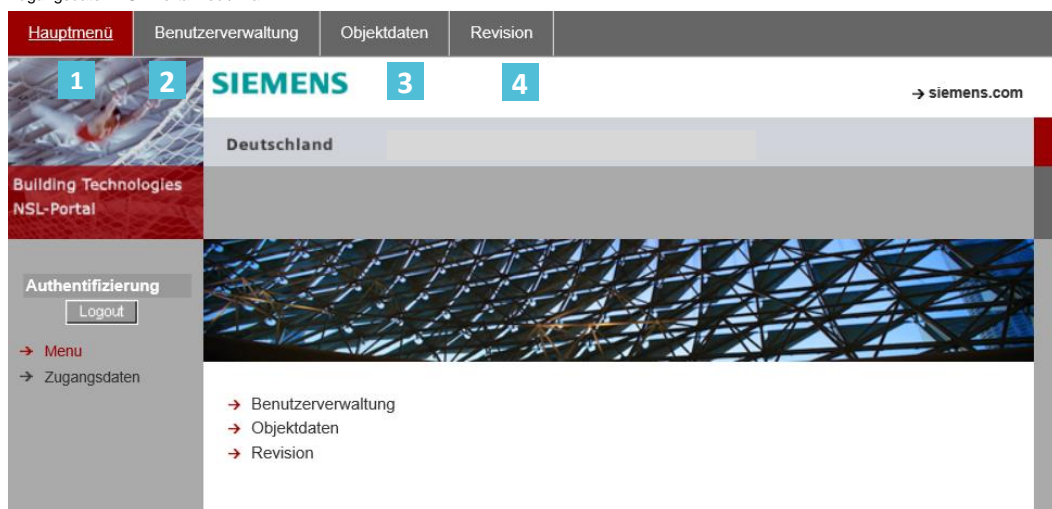 Hauptmenü Benutzerverwaltung Objektdaten Revision
1 2 3 4
SIEMENS
→ siemens.com
Deutschland
Building Technologies
NSL-Portal
Authentifizierung
Logout
→ Menu
→ Zugangsdaten
→ Benutzerverwaltung
→ Objektdaten
→ Revision